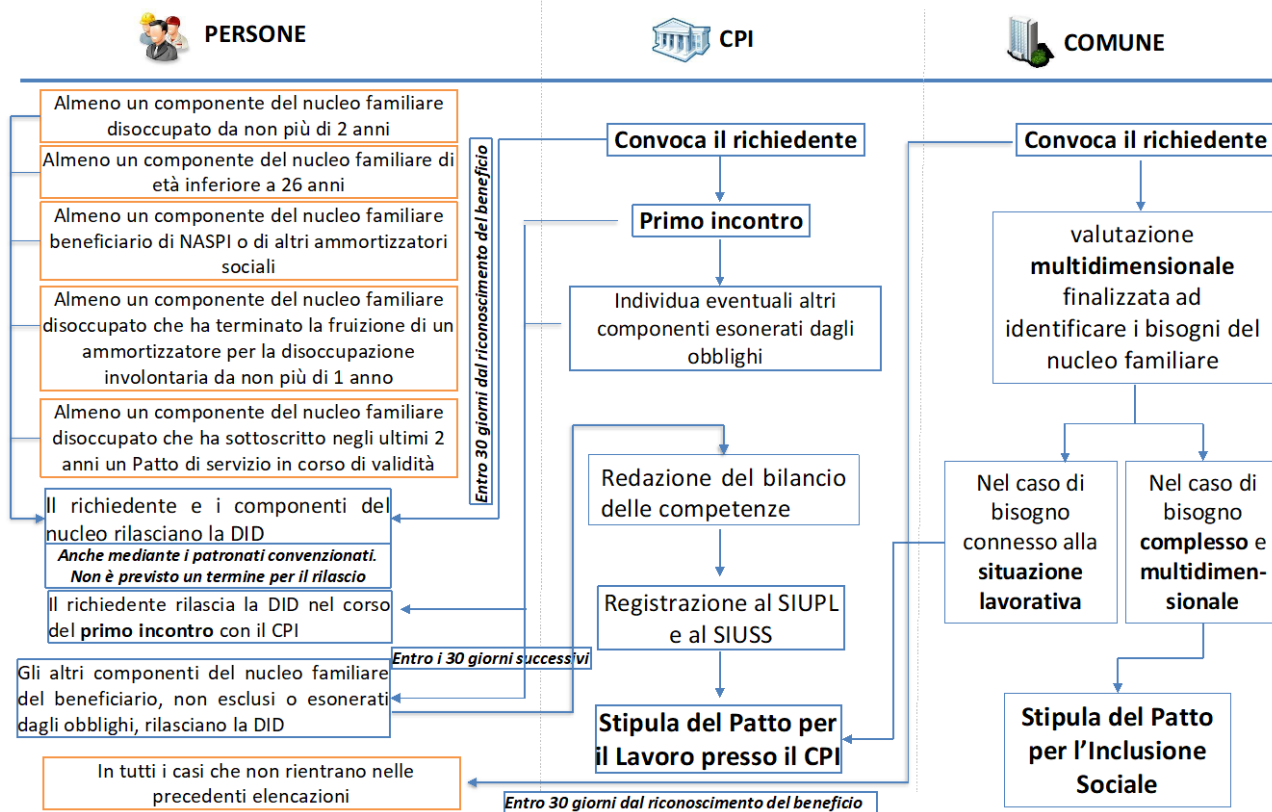 PERSONE
CPI
COMUNE
Almeno un componente del nucleo familiare
disoccupato da non più di 2 anni
Almeno un componente del nucleo familiare di
età inferiore a 26 anni
Almeno un componente del nucleo familiare
beneficiario di NASPI o di altri ammortizzatori
sociali
Almeno un componente del nucleo familiare
disoccupato che ha terminato la fruizione di un
ammortizzatore per la disoccupazione
involontaria da non più di 1 anno
Almeno un componente del nucleo familiare
disoccupato che ha sottoscritto negli ultimi 2
anni un Patto di servizio in corso di validità
Il richiedente e i componenti del
nucleo rilasciano la DID
Anche mediante i patronati convenzionati.
Non è previsto un termine per il rilascio
Il richiedente rilascia la DID nel corso
del primo incontro con il CPI
Gli altri componenti del nucleo familiare
del beneficiario, non esclusi o esonerati
dagli obblighi, rilasciano la DID
In tutti i casi che non rientrano nelle
precedenti elencazioni
Entro 30 giorni dal riconoscimento del beneficio
Entro i 30 giorni successivi
Convoca il richiedente
Primo incontro
Individua eventuali altri
componenti esonerati dagli
obblighi
Redazione del bilancio
delle competenze
Registrazione al SIUPL
e al SIUSS
Stipula del Patto per
il Lavoro presso il CPI
Entro 30 giorni dal riconoscimento del beneficio
Convoca il richiedente
valutazione
multidimensionale
finalizzata ad
identificare i bisogni del
nucleo familiare
Nel caso di
bisogno
connesso alla
situazione
lavorativa
Nel caso di
bisogno
complesso e
multidimen-
sionale
Stipula del Patto
per l’Inclusione
Sociale